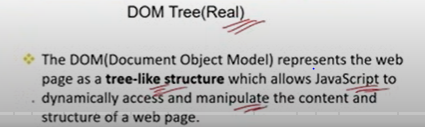 DOM Tree(Real)
The DOM(Document Object Model) represents the web
page as a tree-like structure which allows JavaScript to
dynamically access and manipulate the content and
structure of a web page.